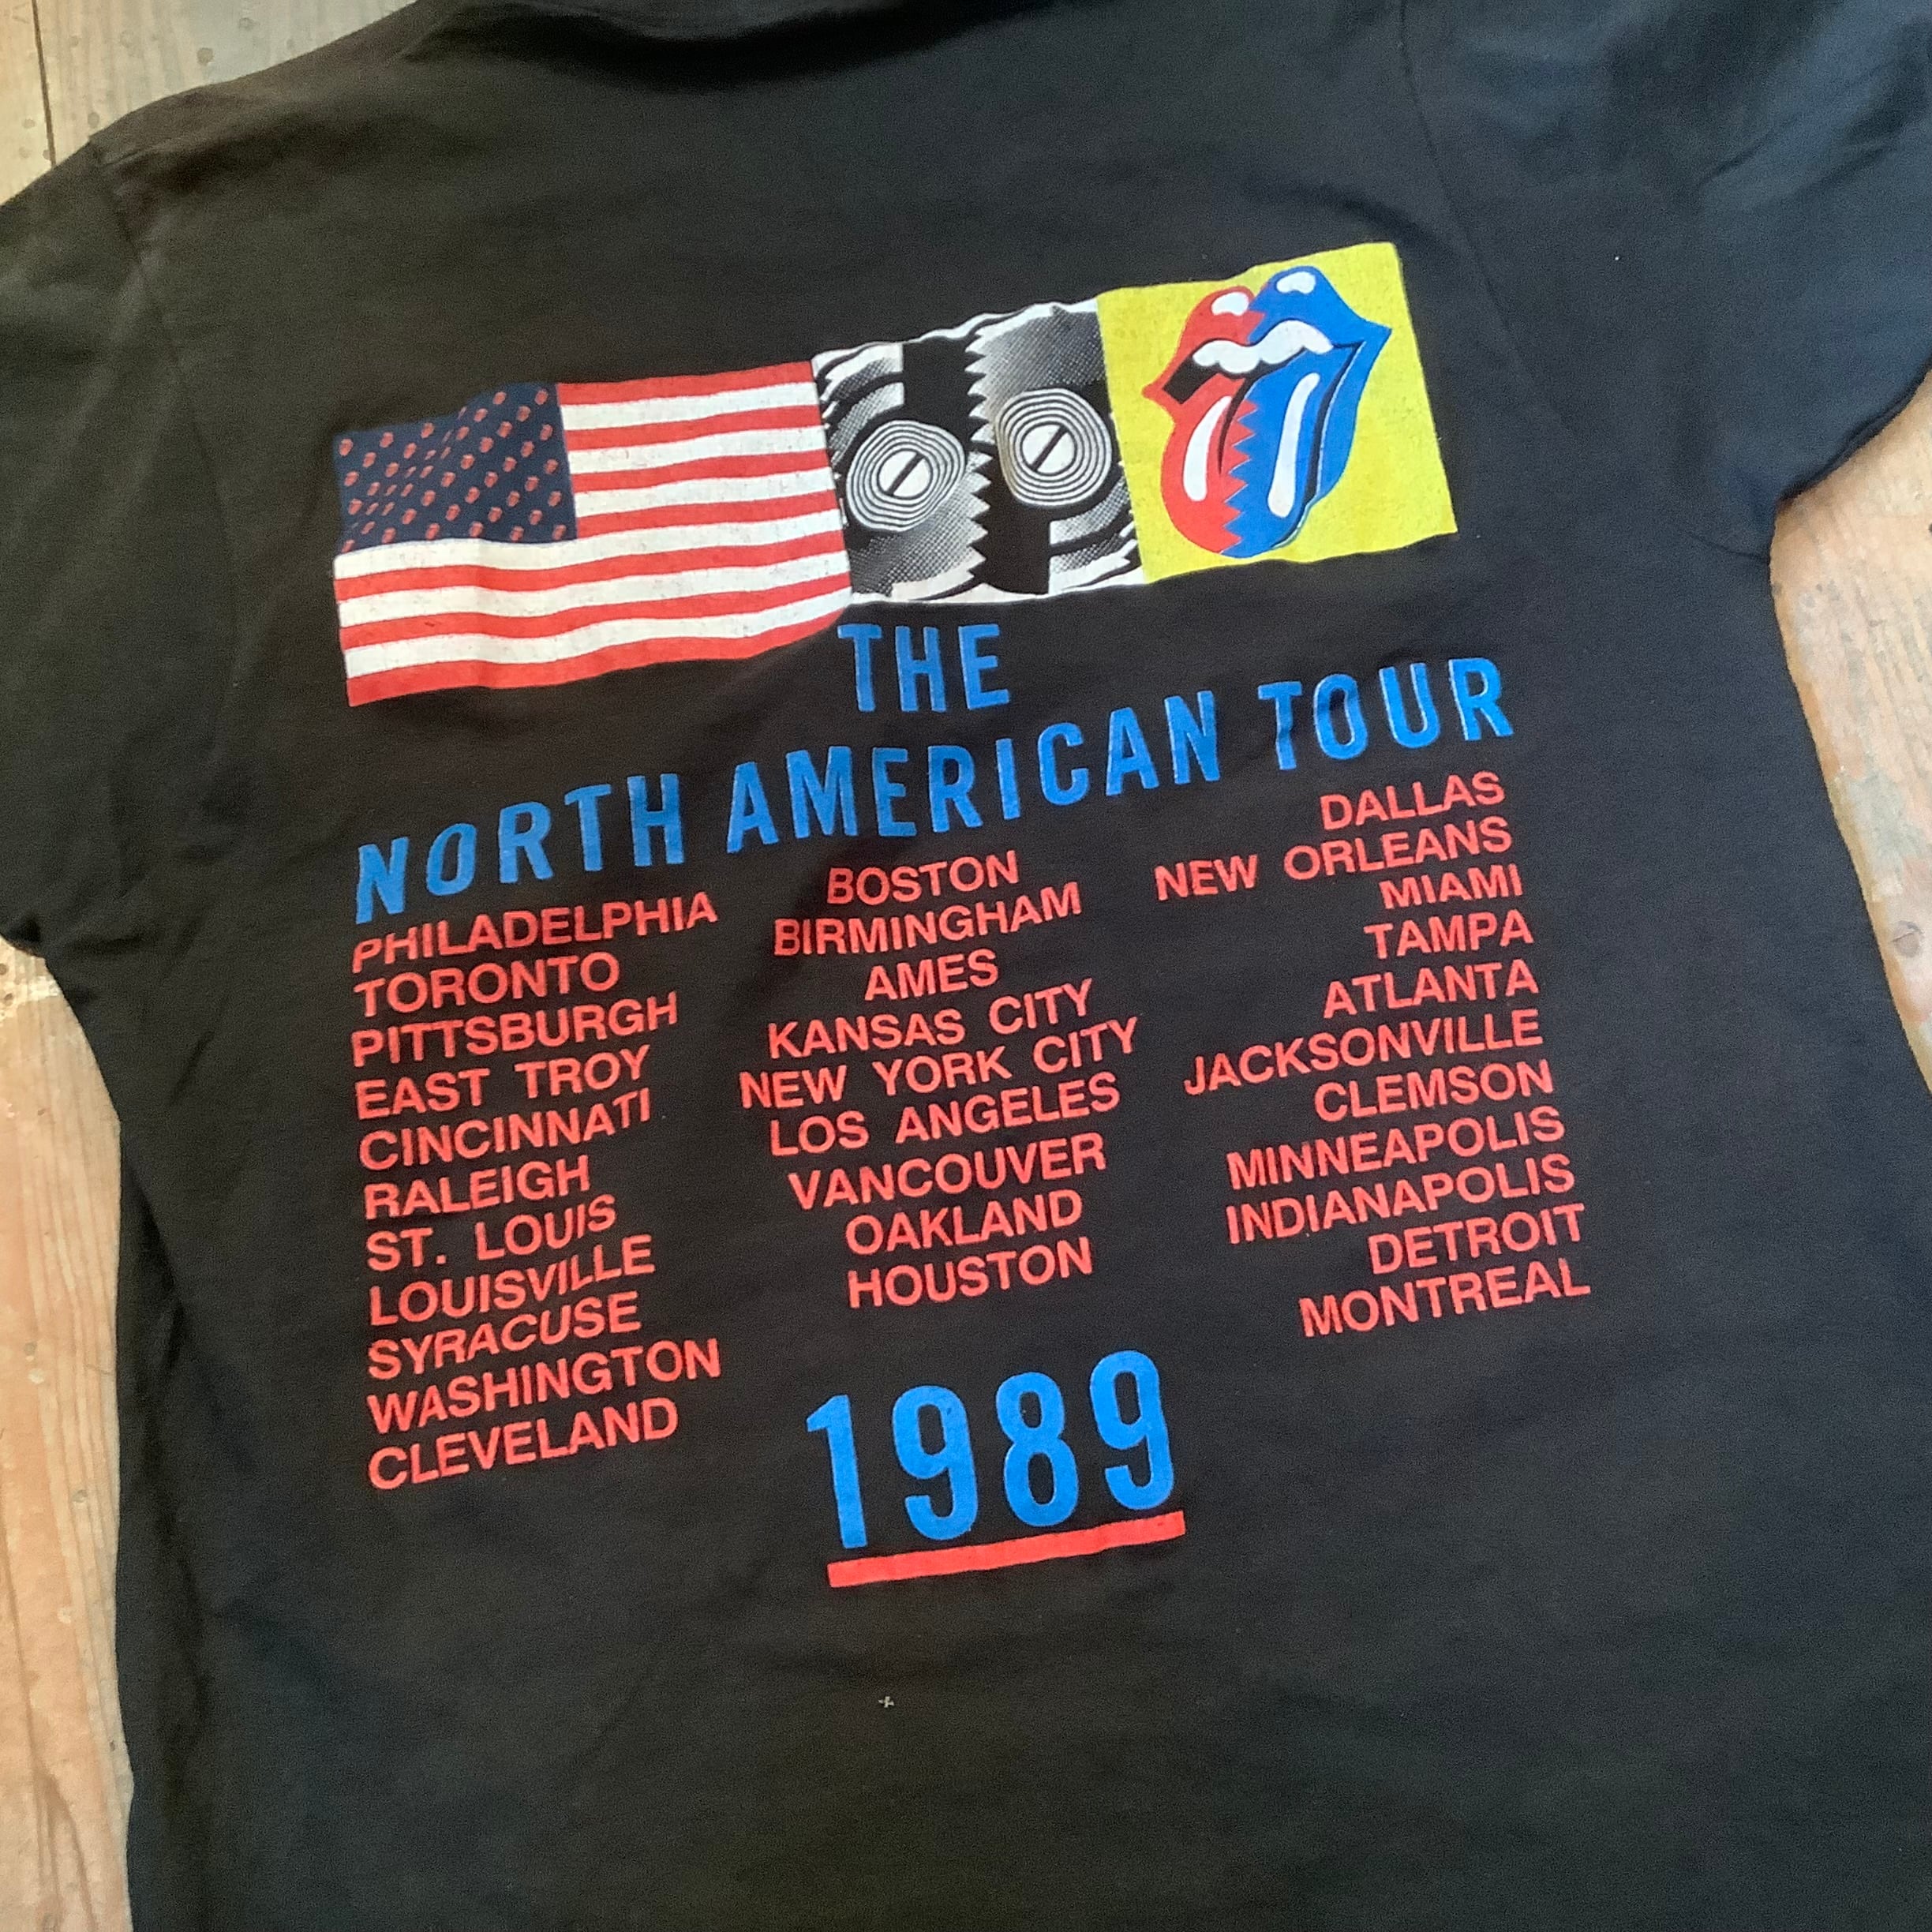 THE
NORTH AMERICAN TOUR
PHILADELPHIA
TORONTO
PITTSBURGH
EAST TROY
CINCINNATI
RALEIGH
ST. LOUIS
LOUISVILLE
SYRACUSE
WASHINGTON
CLEVELAND
BOSTON
BIRMINGHAM
AMES
KANSAS CITY
NEW YORK CITY
LOS ANGELES
VANCOUVER
OAKLAND
HOUSTON
DALLAS
NEW ORLEANS
MIAMI
TAMPA
ATLANTA
JACKSONVILLE
CLEMSON
MINNEAPOLIS
INDIANAPOLIS
DETROIT
MONTREAL
1989